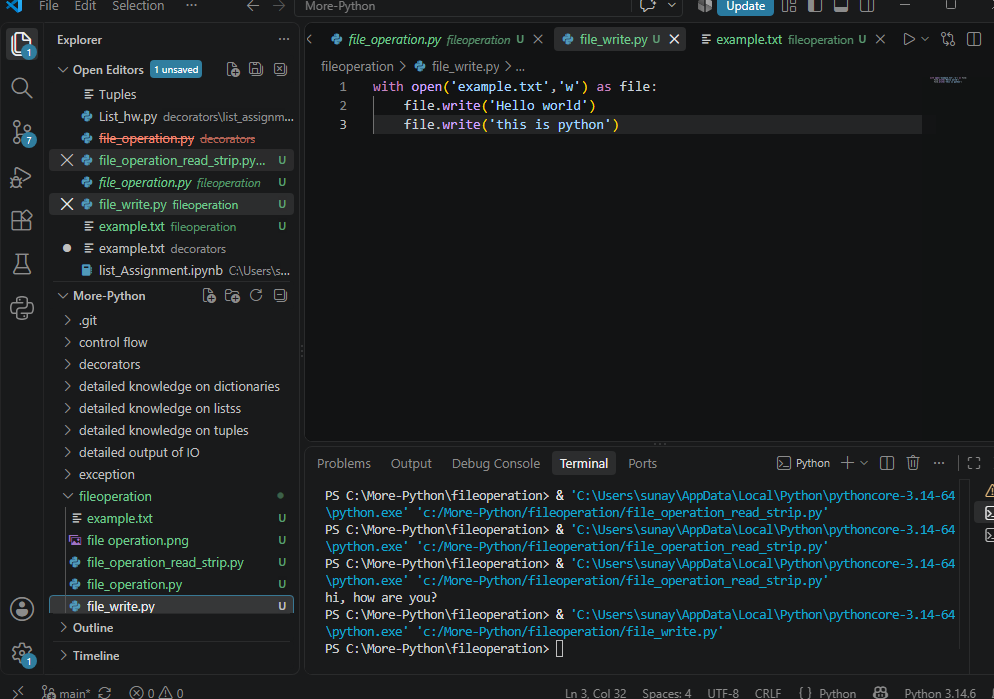 File Edit Selection ··· More-Python Update
Explorer ···
Open Editors 1 unsaved
Tuples
List_hw.py decorators\list_assignm...
file_operation.py decorators
file_operation_read_strip.py... U
file_operation.py fileoperation U
file_write.py fileoperation U
example.txt fileoperation U
example.txt decorators
list_Assignment.ipynb C:\Users\s...
More-Python
.git
control flow
decorators
detailed knowledge on dictionaries
detailed knowledge on listss
detailed knowledge on tuples
detailed output of IO
exception
fileoperation
example.txt U
file operation.png U
file_operation_read_strip.py U
file_operation.py U
file_write.py U
Outline
Timeline
1
7
1
file_operation.py fileoperation U file_write.py U example.txt fileoperation U
fileoperation > file_write.py > ...
1 with open('example.txt','w') as file:
2 file.write('Hello world')
3 file.write('this is python')
Problems Output Debug Console Terminal Ports Python
PS C:\More-Python\fileoperation> & 'C:\Users\sunay\AppData\Local\Python\pythoncore-3.14-64
\python.exe' 'c:/More-Python/fileoperation/file_operation_read_strip.py'
PS C:\More-Python\fileoperation> & 'C:\Users\sunay\AppData\Local\Python\pythoncore-3.14-64
\python.exe' 'c:/More-Python/fileoperation/file_operation_read_strip.py'
PS C:\More-Python\fileoperation> & 'C:\Users\sunay\AppData\Local\Python\pythoncore-3.14-64
\python.exe' 'c:/More-Python/fileoperation/file_operation_read_strip.py'
hi, how are you?
PS C:\More-Python\fileoperation> & 'C:\Users\sunay\AppData\Local\Python\pythoncore-3.14-64
\python.exe' 'c:/More-Python/fileoperation/file_write.py'
PS C:\More-Python\fileoperation>
main* 0 0 Ln 3, Col 32 Spaces: 4 UTF-8 CRLF {} Python Python 3.14.6